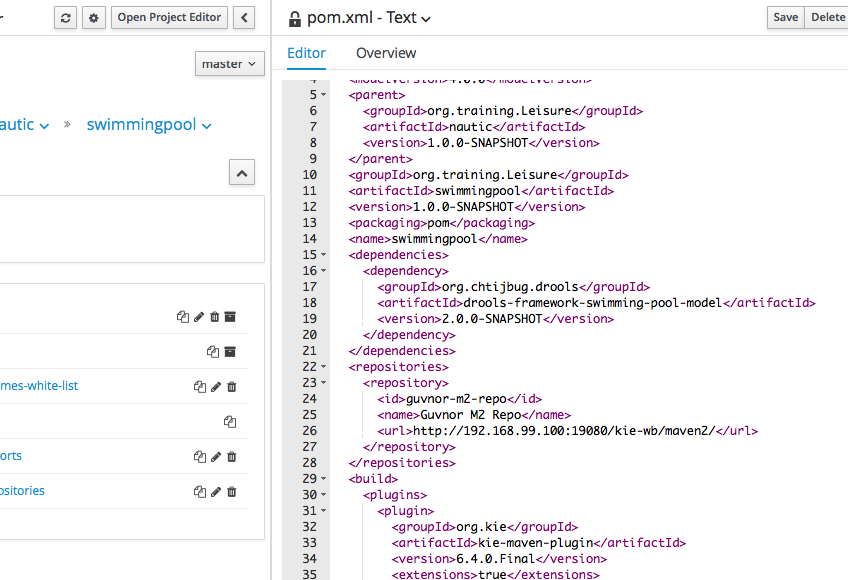 Open Project Editor
master
autic » swimmingpool
mes-white-list
orts
ositories
pom.xml - Text
Save Delete
Editor Overview
4 <modelVersion>4.0.0</modelVersion>
5 <parent>
6 <groupId>org.training.Leisure</groupId>
7 <artifactId>nautic</artifactId>
8 <version>1.0.0-SNAPSHOT</version>
9 </parent>
10 <groupId>org.training.Leisure</groupId>
11 <artifactId>swimmingpool</artifactId>
12 <version>1.0.0-SNAPSHOT</version>
13 <packaging>pom</packaging>
14 <name>swimmingpool</name>
15 <dependencies>
16 <dependency>
17 <groupId>org.chtijbug.drools</groupId>
18 <artifactId>drools-framework-swimming-pool-model</artifactId>
19 <version>2.0.0-SNAPSHOT</version>
20 </dependency>
21 </dependencies>
22 <repositories>
23 <repository>
24 <id>guvnor-m2-repo</id>
25 <name>Guvnor M2 Repo</name>
26 <url>http://192.168.99.100:19080/kie-wb/maven2/</url>
27 </repository>
28 </repositories>
29 <build>
30 <plugins>
31 <plugin>
32 <groupId>org.kie</groupId>
33 <artifactId>kie-maven-plugin</artifactId>
34 <version>6.4.0.Final</version>
35 <extensions>true</extensions>